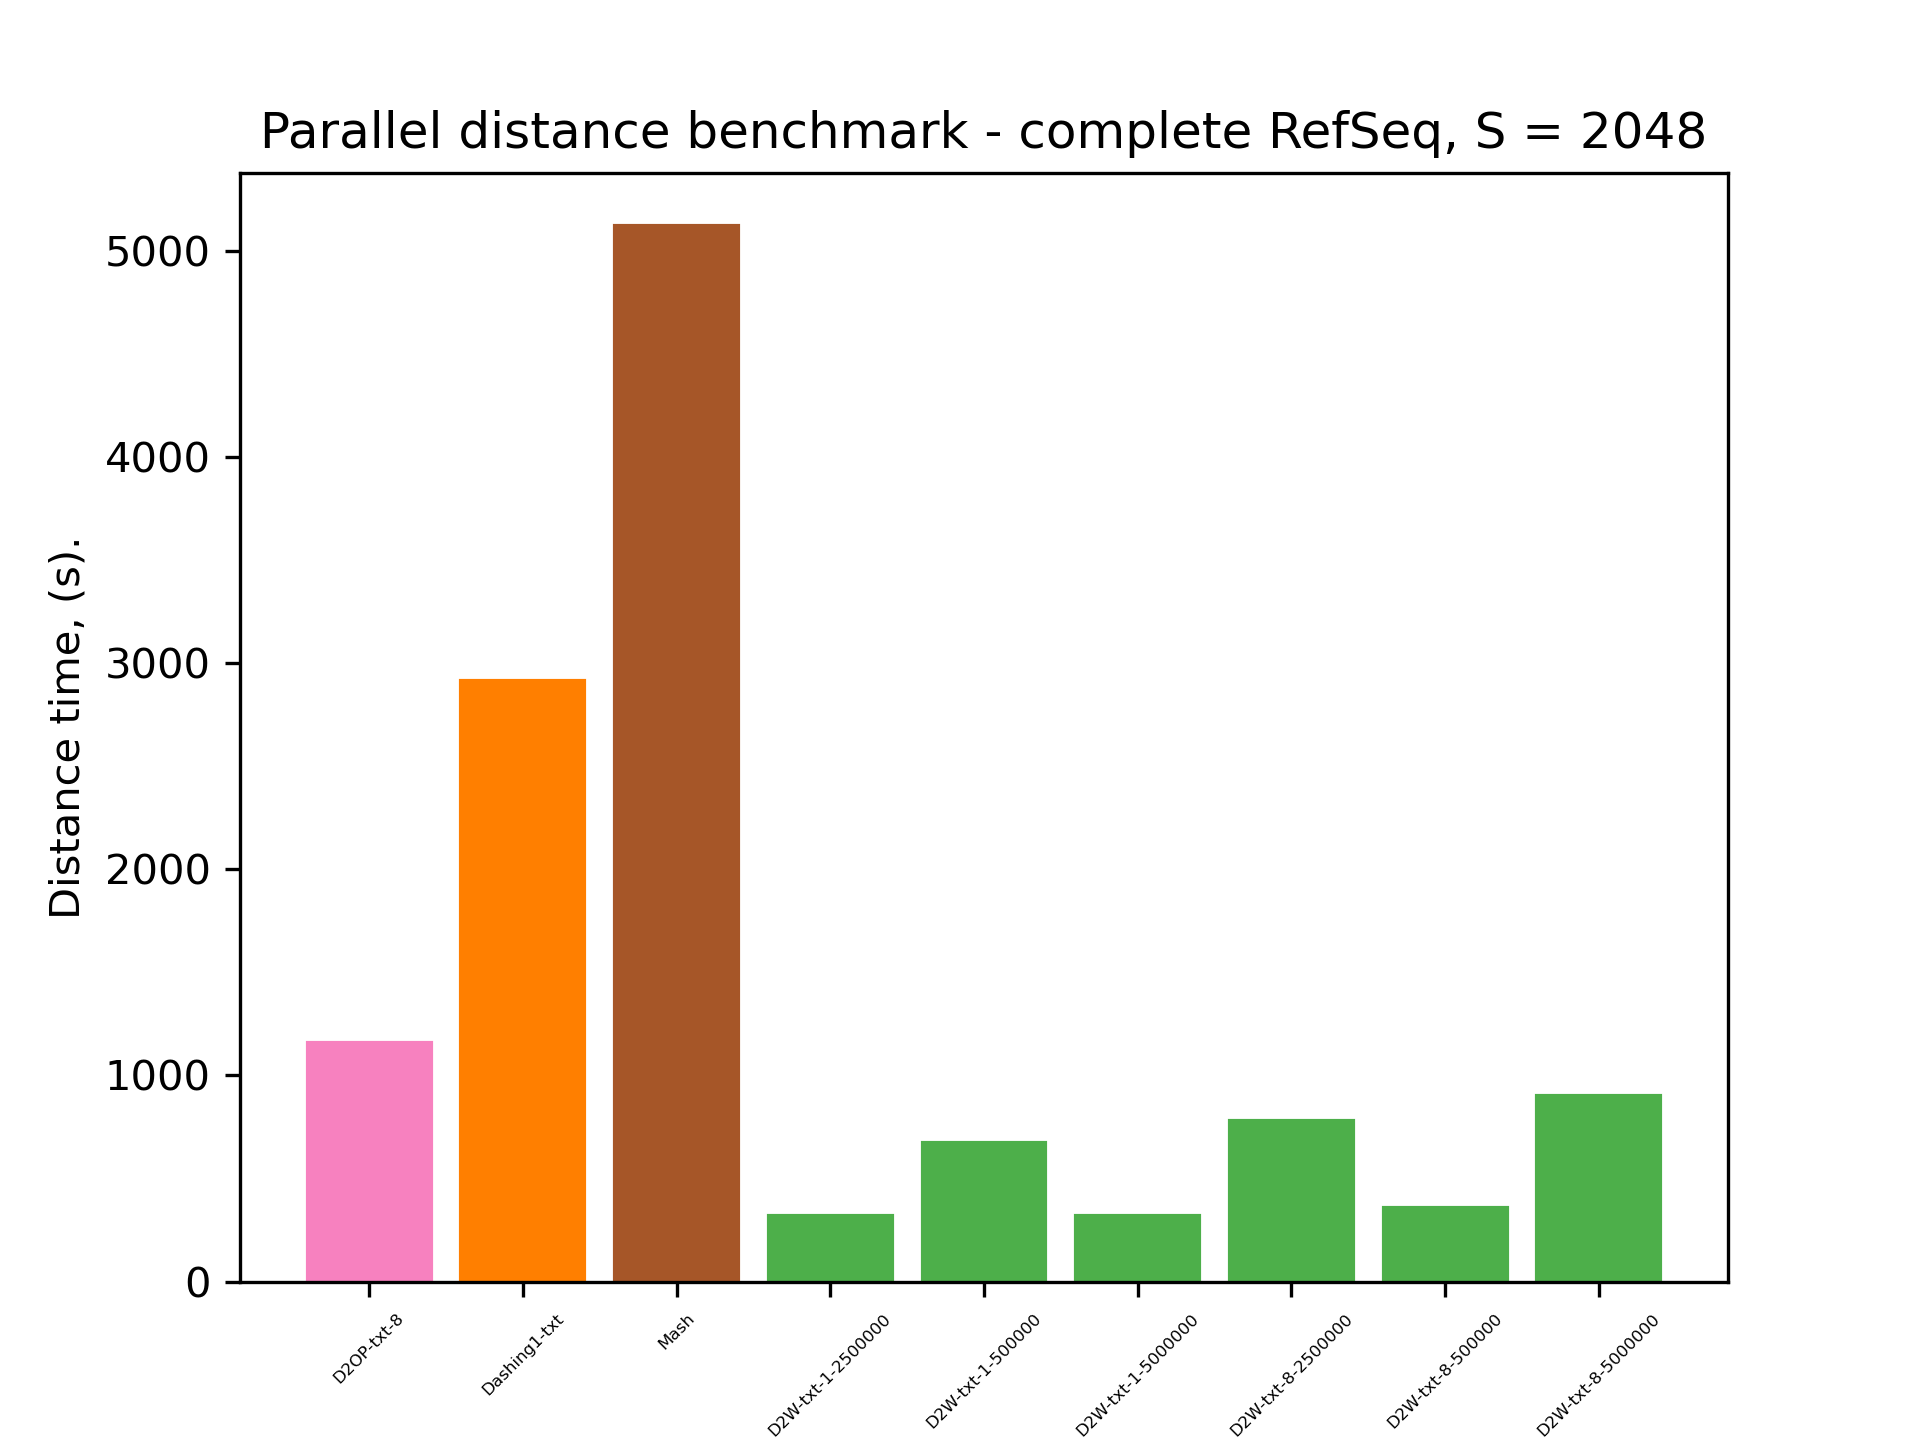 Parallel distance benchmark - complete RefSeq, S = 2048
Distance time, (s).
5000
4000
3000
2000
1000
0
D2OP-txt-8
Dashing1-txt
Mash
D2W-txt-1-2500000
D2W-txt-1-500000
D2W-txt-1-5000000
D2W-txt-8-2500000
D2W-txt-8-500000
D2W-txt-8-5000000